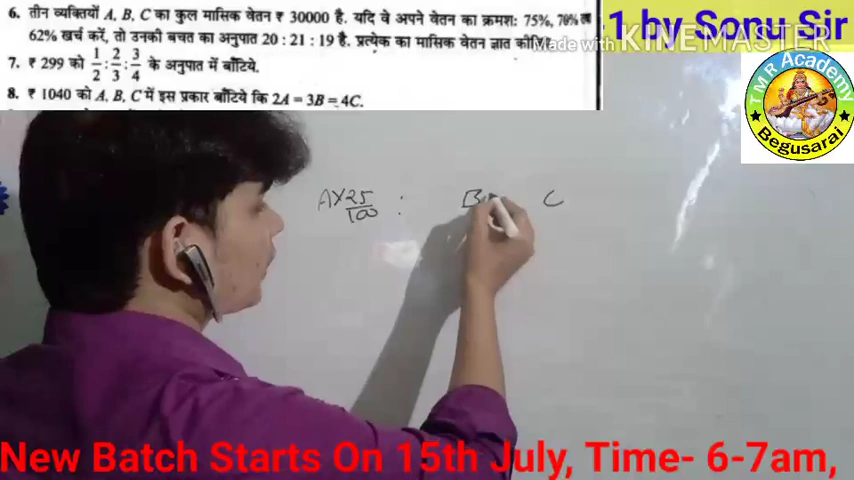 6. तीन व्यक्तियों A, B, C का कुल मासिक वेतन ₹ 30000 है. यदि वे अपने वेतन का क्रमश: 75%, 70% तथा
62% खर्च करें, तो उनकी बचत का अनुपात 20 : 21 : 19 है. प्रत्येक का मासिक वेतन ज्ञात कीजिए.
7. ₹ 299 को 1/2 : 2/3 : 3/4 के अनुपात में बाँटिये.
8. ₹ 1040 को A, B, C में इस प्रकार बाँटिये कि 2A = 3B = 4C.
1 by Sonu Sir
Made with KINEMASTER
TMR Academy
Begusarai
A×25/100 : B C
New Batch Starts On 15th July, Time- 6-7am,